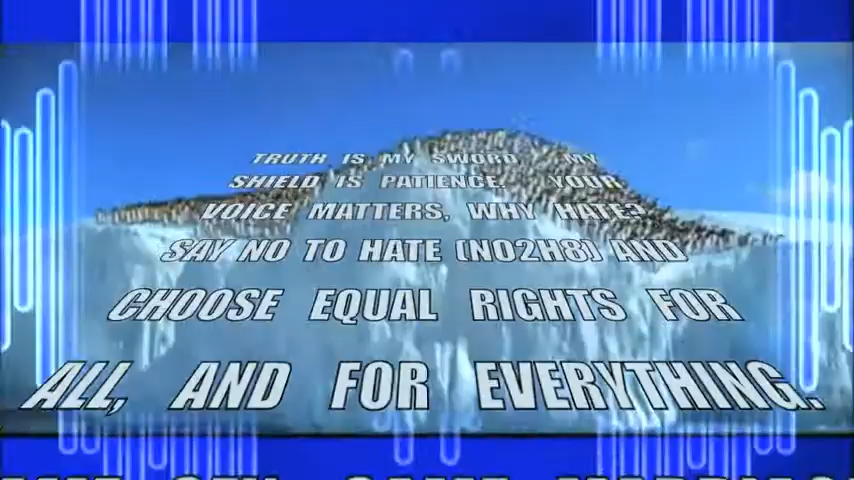 TRUTH IS MY SWORD MY
SHIELD IS PATIENCE. YOUR
VOICE MATTERS, WHY HATE?
SAY NO TO HATE (NO2H8) AND
CHOOSE EQUAL RIGHTS FOR
ALL, AND FOR EVERYTHING.